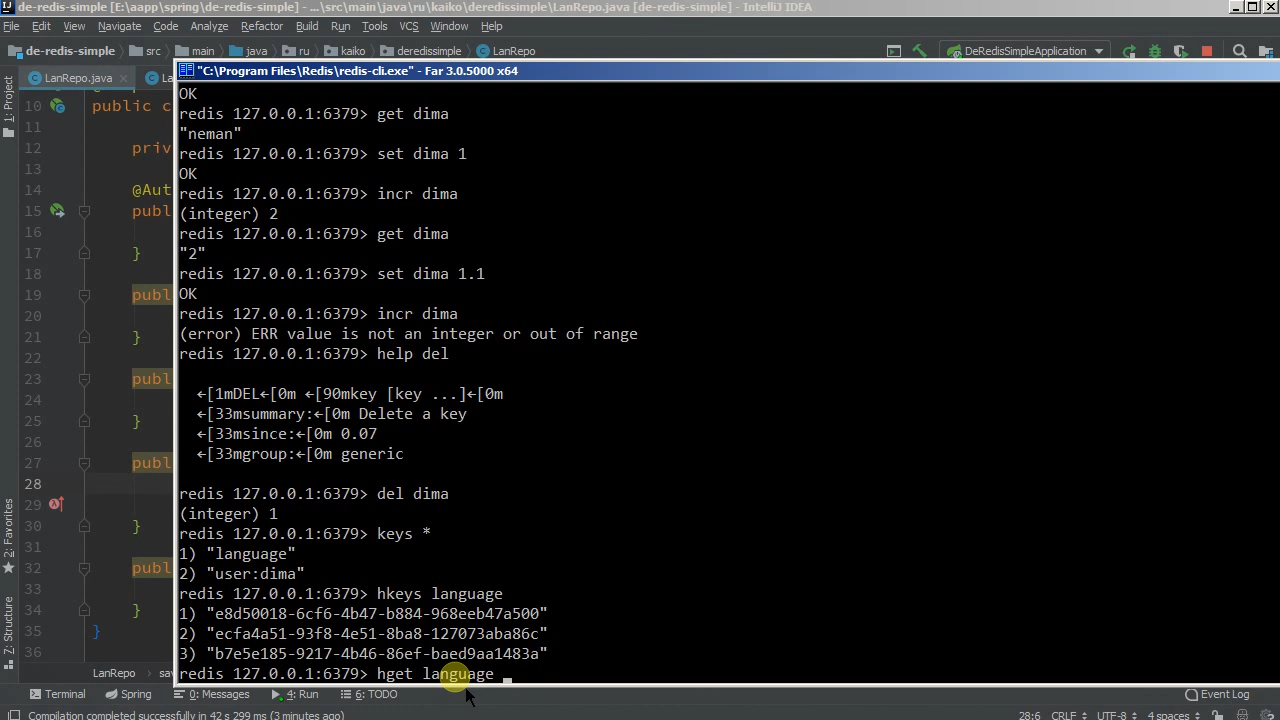 de-redis-simple [E:\aapp\spring\de-redis-simple] - ...\src\main\java\ru\kaiko\deredissimple\LanRepo.java [de-redis-simple] - IntelliJ IDEA
File Edit View Navigate Code Analyze Refactor Build Run Tools VCS Window Help
de-redis-simple src main java ru kaiko deredissimple LanRepo DeRedisSimpleApplication
"C:\Program Files\Redis\redis-cli.exe" - Far 3.0.5000 x64
LanRepo.java
1: Project
10 public c
11
12 priv
13
14 @Aut
15 publ
16
17 }
18
19 publ
20
21 }
22
23 publ
24
25 }
26
27 publ
28
29
30 }
31
32 publ
33
34 }
35 }
OK
redis 127.0.0.1:6379> get dima
"neman"
redis 127.0.0.1:6379> set dima 1
OK
redis 127.0.0.1:6379> incr dima
(integer) 2
redis 127.0.0.1:6379> get dima
"2"
redis 127.0.0.1:6379> set dima 1.1
OK
redis 127.0.0.1:6379> incr dima
(error) ERR value is not an integer or out of range
redis 127.0.0.1:6379> help del
←[1mDEL←[0m ←[90mkey [key ...]←[0m
←[33msummary:←[0m Delete a key
←[33msince:←[0m 0.07
←[33mgroup:←[0m generic
redis 127.0.0.1:6379> del dima
(integer) 1
redis 127.0.0.1:6379> keys *
1) "language"
2) "user:dima"
redis 127.0.0.1:6379> hkeys language
1) "e8d50018-6cf6-4b47-b884-968eeb47a500"
2) "ecfa4a51-93f8-4e51-8ba8-127073aba86c"
3) "b7e5e185-9217-4b46-86ef-baed9aa1483a"
redis 127.0.0.1:6379> hget language
2: Favorites
7: Structure
LanRepo
Terminal Spring 0: Messages 4: Run 6: TODO Event Log
Compilation completed successfully in 42 s 299 ms (3 minutes ago) 28:6 CRLF UTF-8 4 spaces